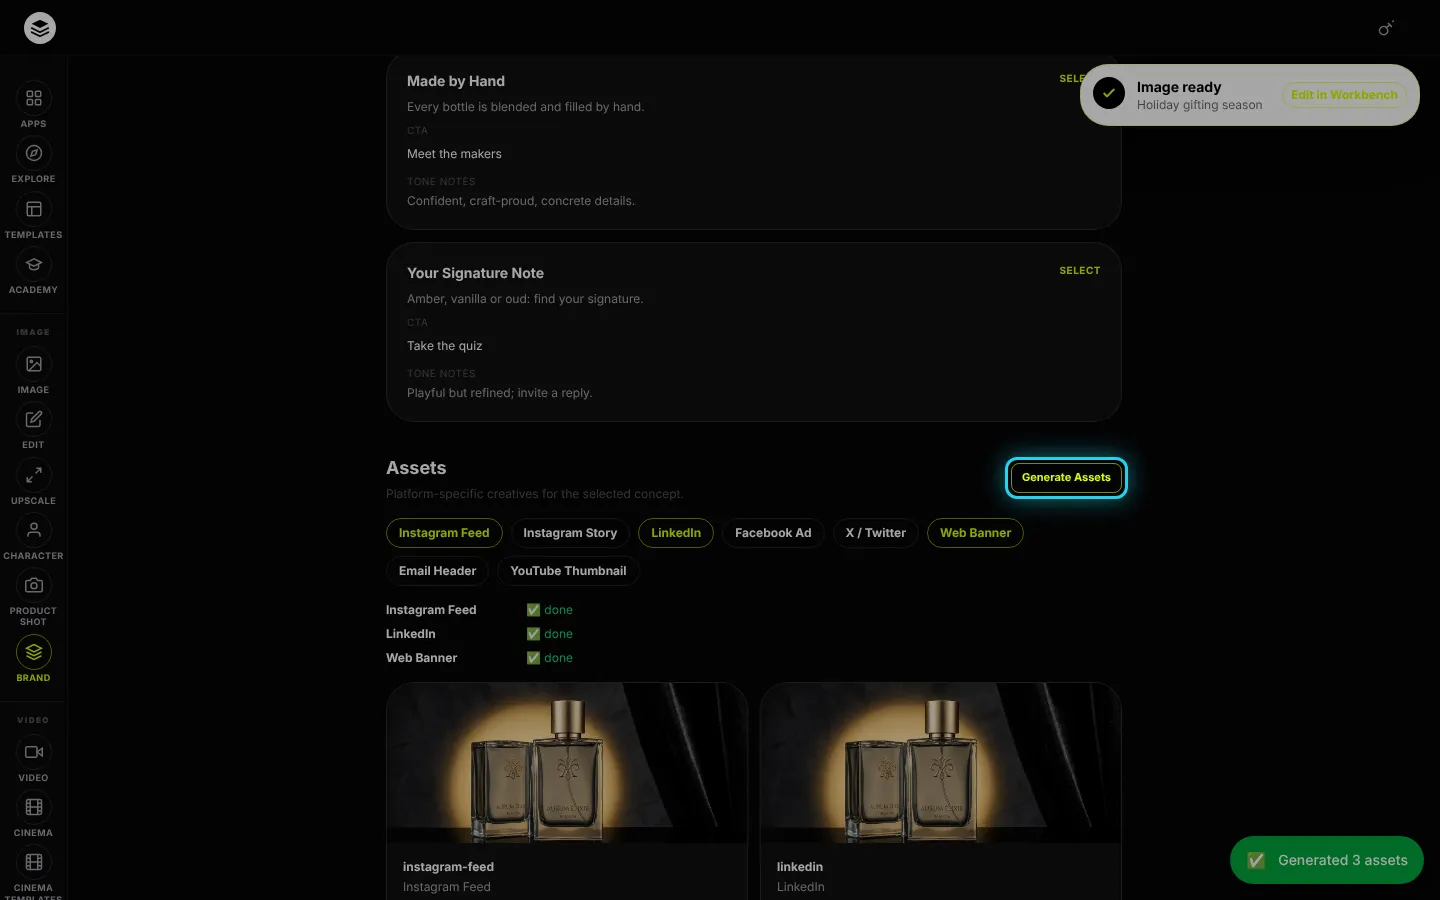 APPS
EXPLORE
TEMPLATES
ACADEMY
IMAGE
IMAGE
EDIT
UPSCALE
CHARACTER
PRODUCT
SHOT
BRAND
VIDEO
VIDEO
CINEMA
CINEMA
TEMPLATES
Made by Hand
Every bottle is blended and filled by hand.
CTA
Meet the makers
TONE NOTES
Confident, craft-proud, concrete details.
Image ready
Holiday gifting season
Edit in Workbench
Your Signature Note
SELECT
Amber, vanilla or oud: find your signature.
CTA
Take the quiz
TONE NOTES
Playful but refined; invite a reply.
Assets
Generate Assets
Platform-specific creatives for the selected concept.
Instagram Feed
Instagram Story
LinkedIn
Facebook Ad
X / Twitter
Web Banner
Email Header
YouTube Thumbnail
Instagram Feed ✅ done
LinkedIn ✅ done
Web Banner ✅ done
instagram-feed
Instagram Feed
linkedin
LinkedIn
✅ Generated 3 assets